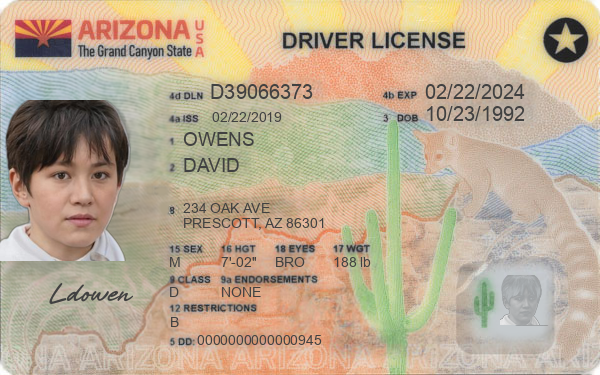 ARIZONA USA
The Grand Canyon State
DRIVER LICENSE
4d DLN D39066373 4b EXP 02/22/2024
4a ISS 02/22/2019 3 DOB 10/23/1992
1 OWENS
2 DAVID
8 234 OAK AVE
PRESCOTT, AZ 86301
15 SEX 16 HGT 18 EYES 17 WGT
M 7'-02" BRO 188 lb
9 CLASS 9a ENDORSEMENTS
D NONE
12 RESTRICTIONS
B
5 DD: 0000000000000945
Ldowen
ARIZONA ARIZONA ARIZONA ARIZONA